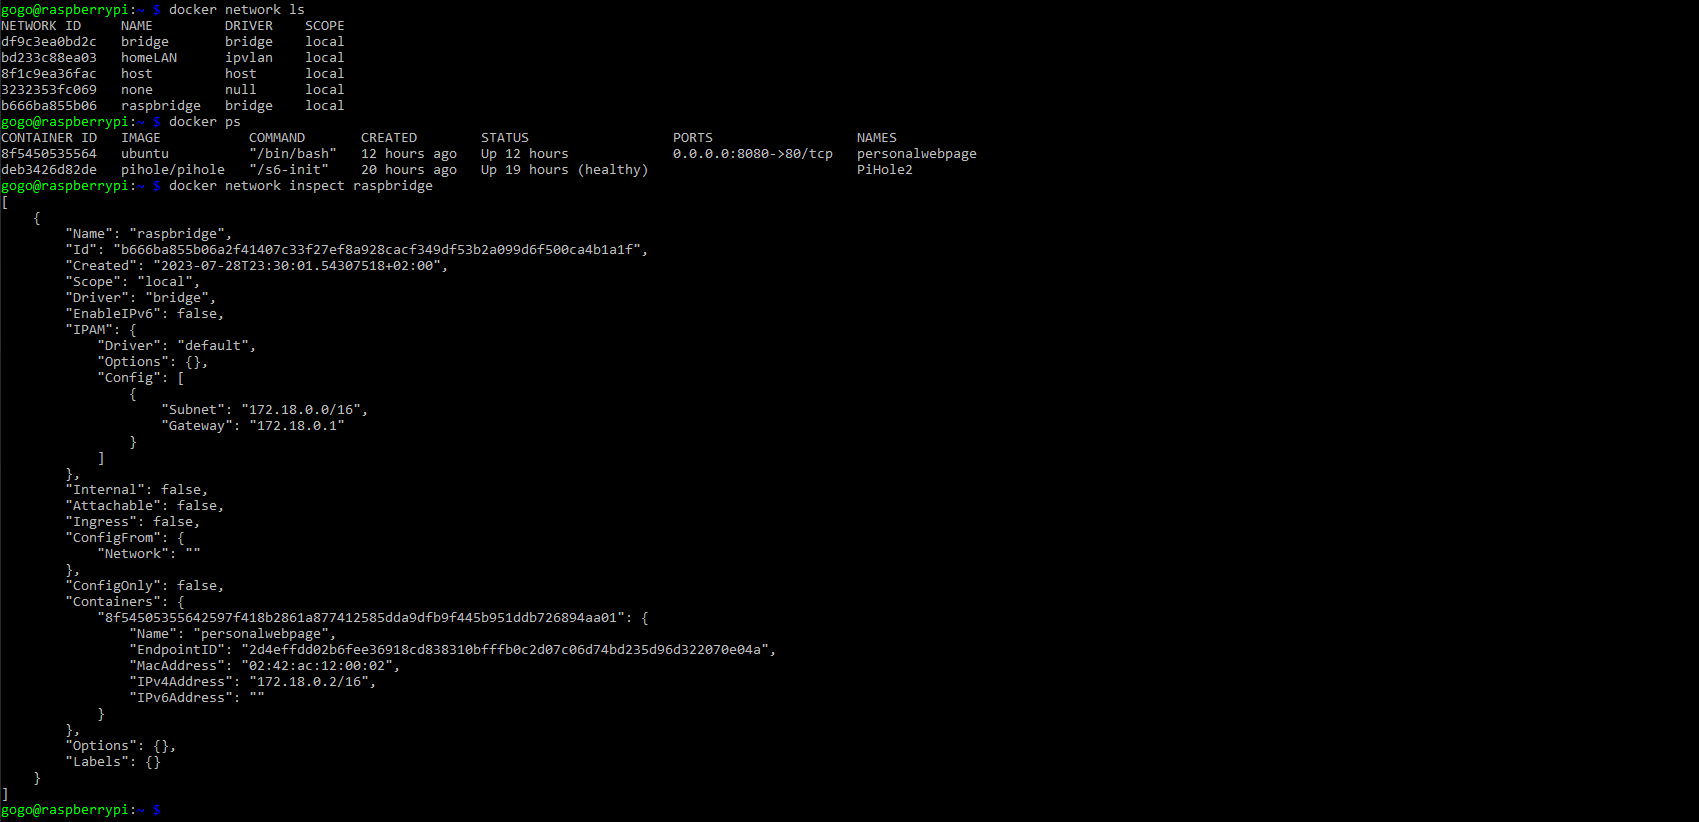 gogo@raspberrypi:~ $ docker network ls
NETWORK ID     NAME         DRIVER    SCOPE
df9c3ea0bd2c   bridge       bridge    local
bd233c88ea03   homeLAN      ipvlan    local
8f1c9ea36fac   host         host      local
3232353fc069   none         null      local
b666ba855b06   raspbridge   bridge    local
gogo@raspberrypi:~ $ docker ps
CONTAINER ID   IMAGE           COMMAND       CREATED        STATUS                  PORTS                  NAMES
8f5450535564   ubuntu          "/bin/bash"   12 hours ago   Up 12 hours             0.0.0.0:8080->80/tcp   personalwebpage
deb3426d82de   pihole/pihole   "/s6-init"    20 hours ago   Up 19 hours (healthy)                          PiHole2
gogo@raspberrypi:~ $ docker network inspect raspbridge
[
    {
        "Name": "raspbridge",
        "Id": "b666ba855b06a2f41407c33f27ef8a928cacf349df53b2a099d6f500ca4b1a1f",
        "Created": "2023-07-28T23:30:01.54307518+02:00",
        "Scope": "local",
        "Driver": "bridge",
        "EnableIPv6": false,
        "IPAM": {
            "Driver": "default",
            "Options": {},
            "Config": [
                {
                    "Subnet": "172.18.0.0/16",
                    "Gateway": "172.18.0.1"
                }
            ]
        },
        "Internal": false,
        "Attachable": false,
        "Ingress": false,
        "ConfigFrom": {
            "Network": ""
        },
        "ConfigOnly": false,
        "Containers": {
            "8f54505355642597f418b2861a877412585dda9dfb9f445b951ddb726894aa01": {
                "Name": "personalwebpage",
                "EndpointID": "2d4effdd02b6fee36918cd838310bfffb0c2d07c06d74bd235d96d322070e04a",
                "MacAddress": "02:42:ac:12:00:02",
                "IPv4Address": "172.18.0.2/16",
                "IPv6Address": ""
            }
        },
        "Options": {},
        "Labels": {}
    }
]
gogo@raspberrypi:~ $